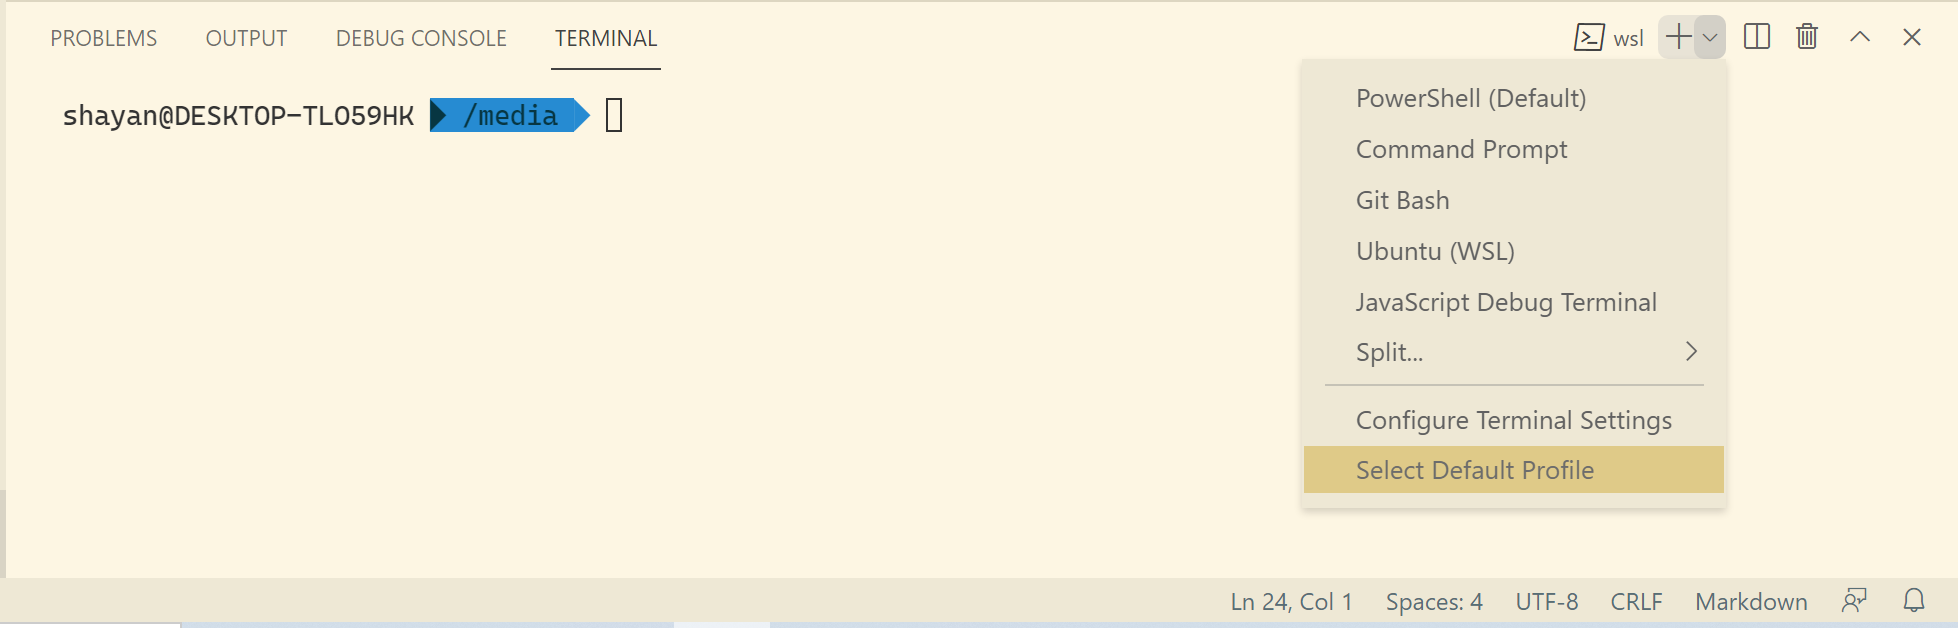 PROBLEMS OUTPUT DEBUG CONSOLE TERMINAL wsl
shayan@DESKTOP-TLO59HK /media
PowerShell (Default)
Command Prompt
Git Bash
Ubuntu (WSL)
JavaScript Debug Terminal
Split...
Configure Terminal Settings
Select Default Profile
Ln 24, Col 1 Spaces: 4 UTF-8 CRLF Markdown